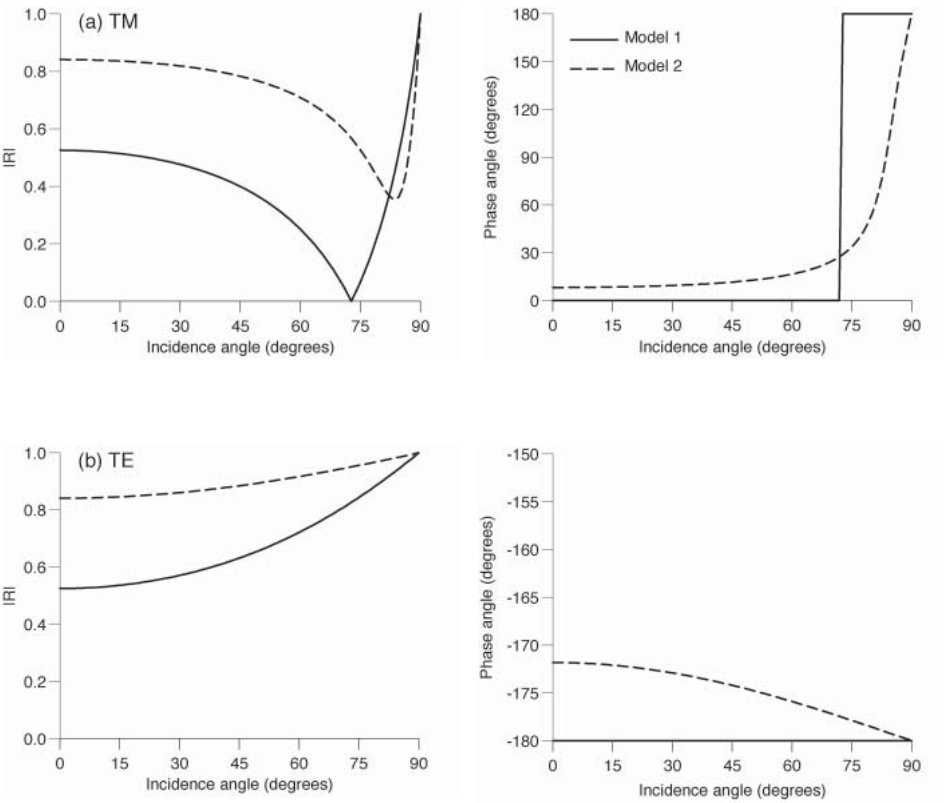 (a) TM
1.0
0.8
0.6
0.4
0.2
0.0
IRI
0 15 30 45 60 75 90
Incidence angle (degrees)
180
150
120
90
60
30
0
Phase angle (degrees)
Model 1
Model 2
0 15 30 45 60 75 90
Incidence angle (degrees)
(b) TE
1.0
0.8
0.6
0.4
0.2
0.0
IRI
0 15 30 45 60 75 90
Incidence angle (degrees)
-150
-155
-160
-165
-170
-175
-180
Phase angle (degrees)
0 15 30 45 60 75 90
Incidence angle (degrees)